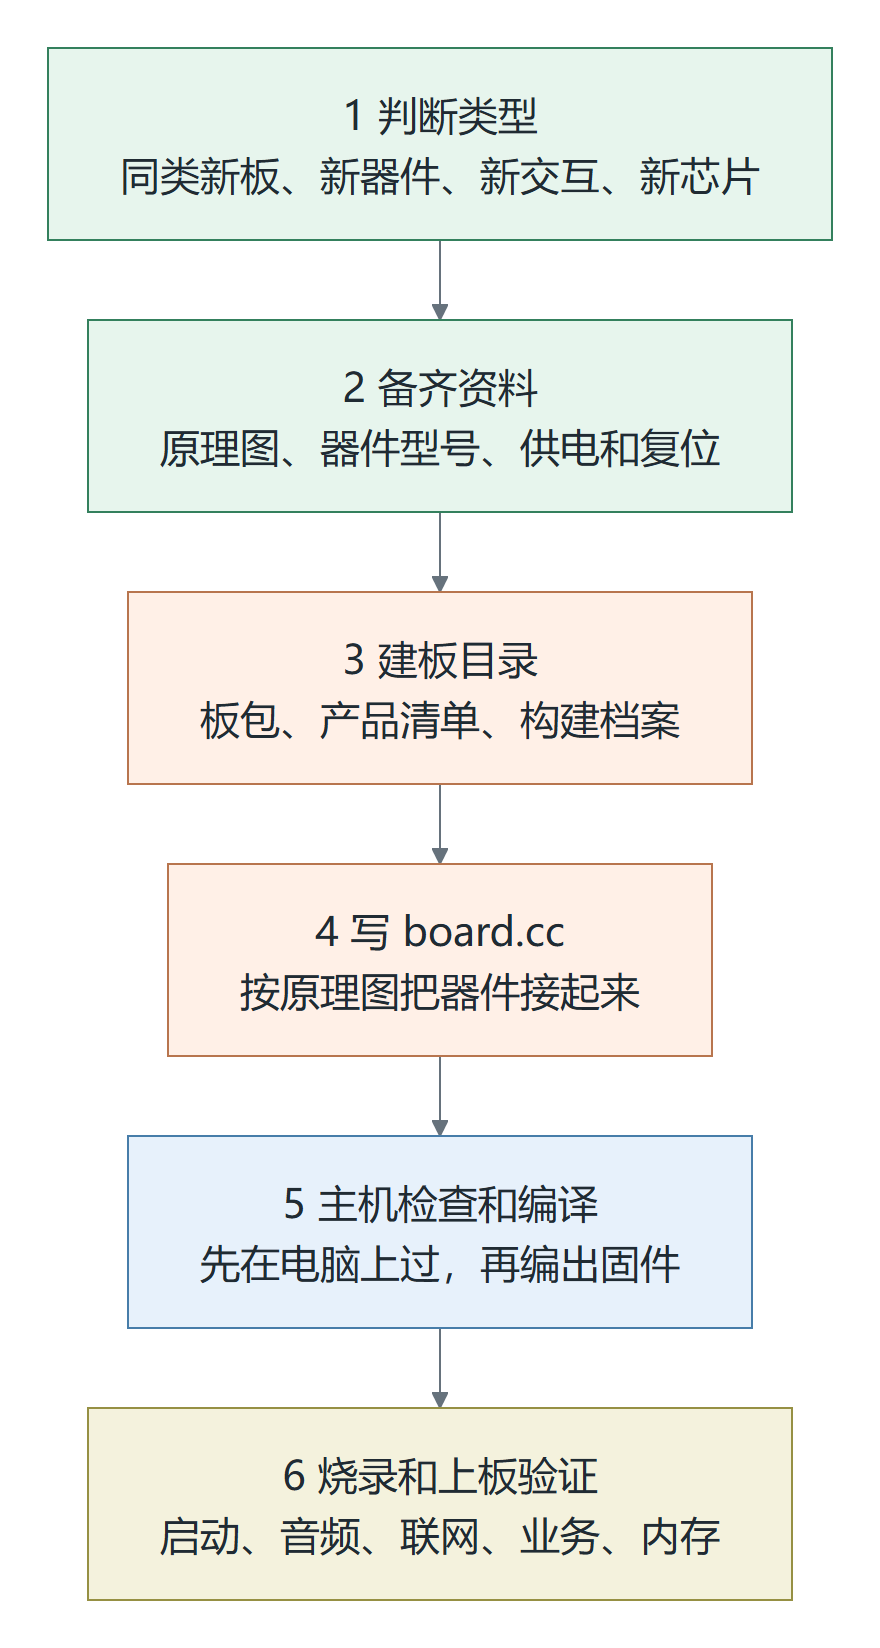 1 判断类型
同类新板、新器件、新交互、新芯片
2 备齐资料
原理图、器件型号、供电和复位
3 建板目录
板包、产品清单、构建档案
4 写 board.cc
按原理图把器件接起来
5 主机检查和编译
先在电脑上过，再编出固件
6 烧录和上板验证
启动、音频、联网、业务、内存